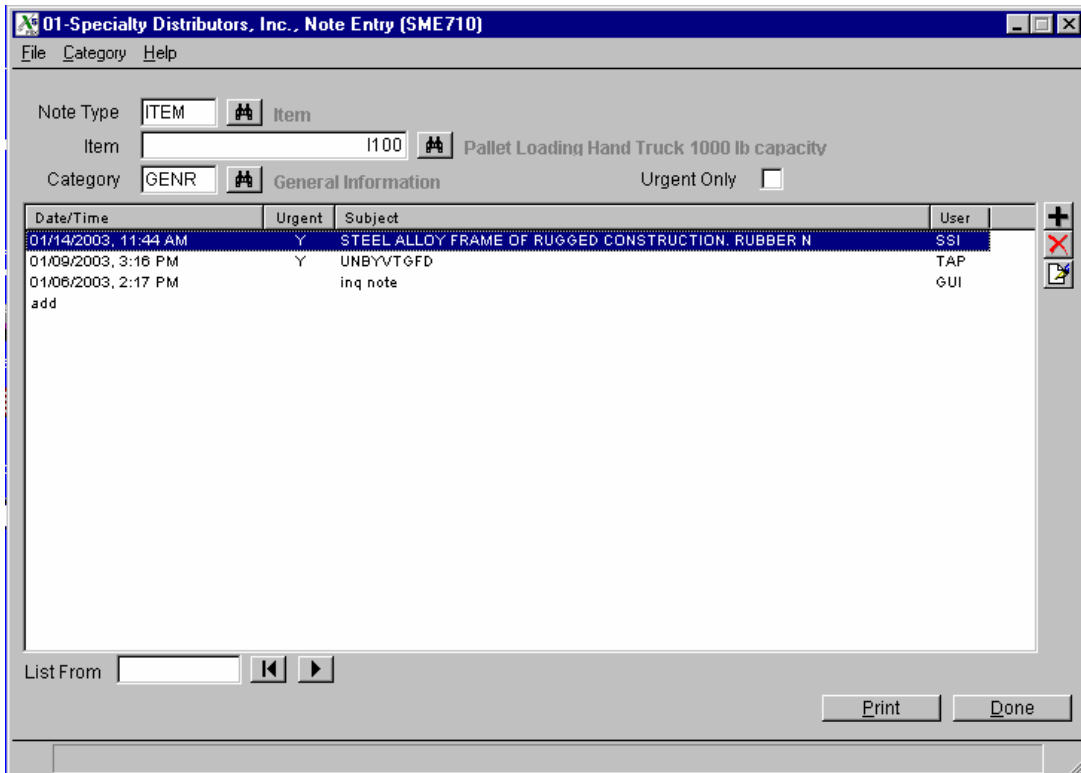 01-Specialty Distributors, Inc., Note Entry (SME710)
File Category Help
Note Type ITEM Item
Item I100 Pallet Loading Hand Truck 1000 lb capacity
Category GENR General Information Urgent Only
Date/Time Urgent Subject User
01/14/2003, 11:44 AM Y STEEL ALLOY FRAME OF RUGGED CONSTRUCTION. RUBBER N SSI
01/09/2003, 3:16 PM Y UNBYVTGFD TAP
01/06/2003, 2:17 PM inq note GUI
add
List From
Print Done